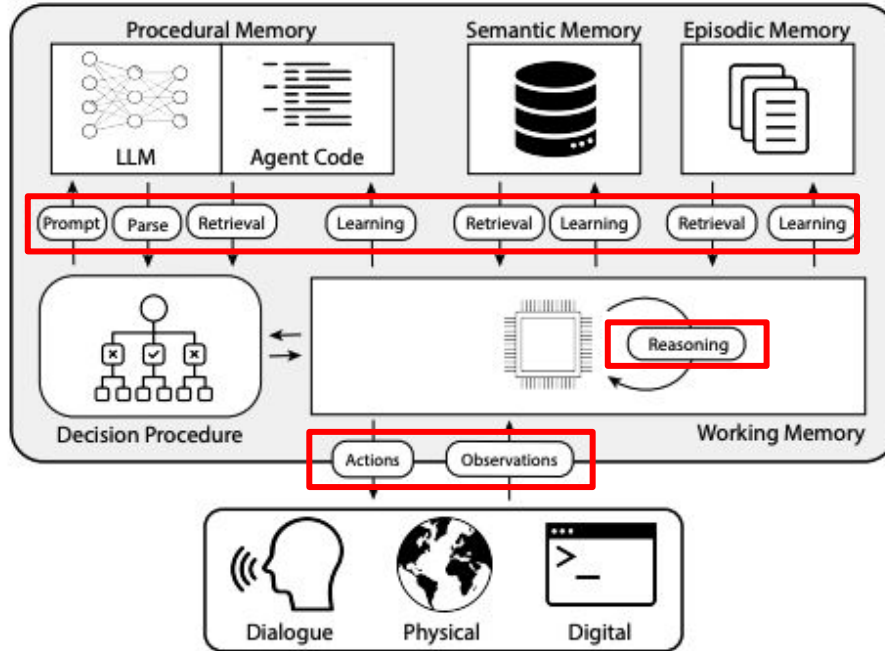 Procedural Memory Semantic Memory Episodic Memory
LLM Agent Code
Prompt Parse Retrieval Learning Retrieval Learning Retrieval Learning
Reasoning
Decision Procedure Working Memory
Actions Observations
>_
Dialogue Physical Digital